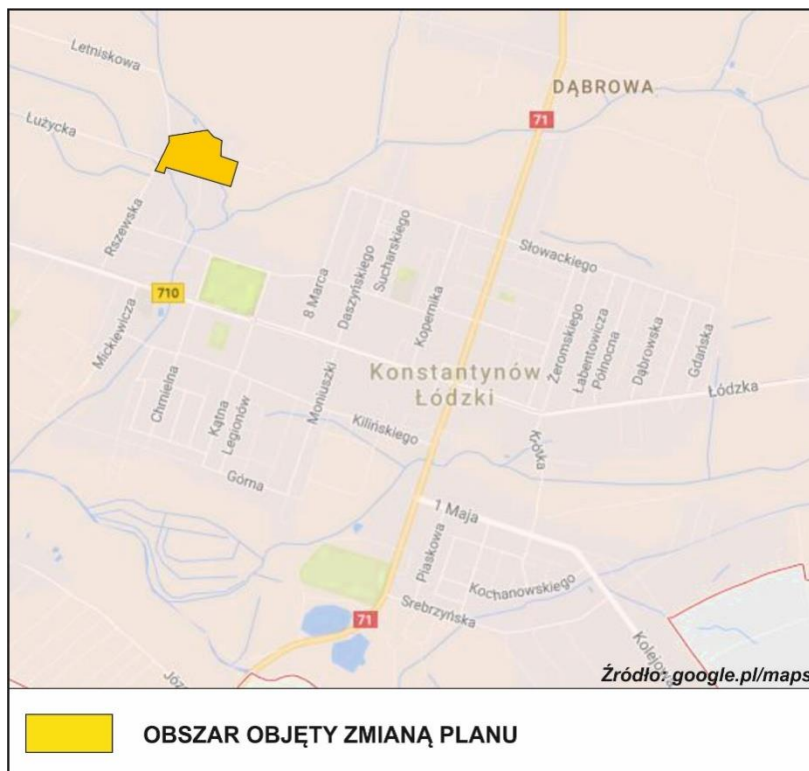 Letniskowa
DĄBROWA
71
Łużycka
Rszewska
Słowackiego
Sucharskiego
Daszyńskiego
8 Marca
710
Kopernika
Mickiewicza
Żeromskiego
Łabentowicza
Północna
Dąbrowska
Gdańska
Konstantynów
Łódzki
Łódzka
Chmielna
Kątna
Legionów
Moniuszki
Kilińskiego
Krótka
Górna
1 Maja
Piaskowa
Kochanowskiego
Srebrzyńska
71
Kolejowa
Józ
Źródło: google.pl/maps
OBSZAR OBJĘTY ZMIANĄ PLANU